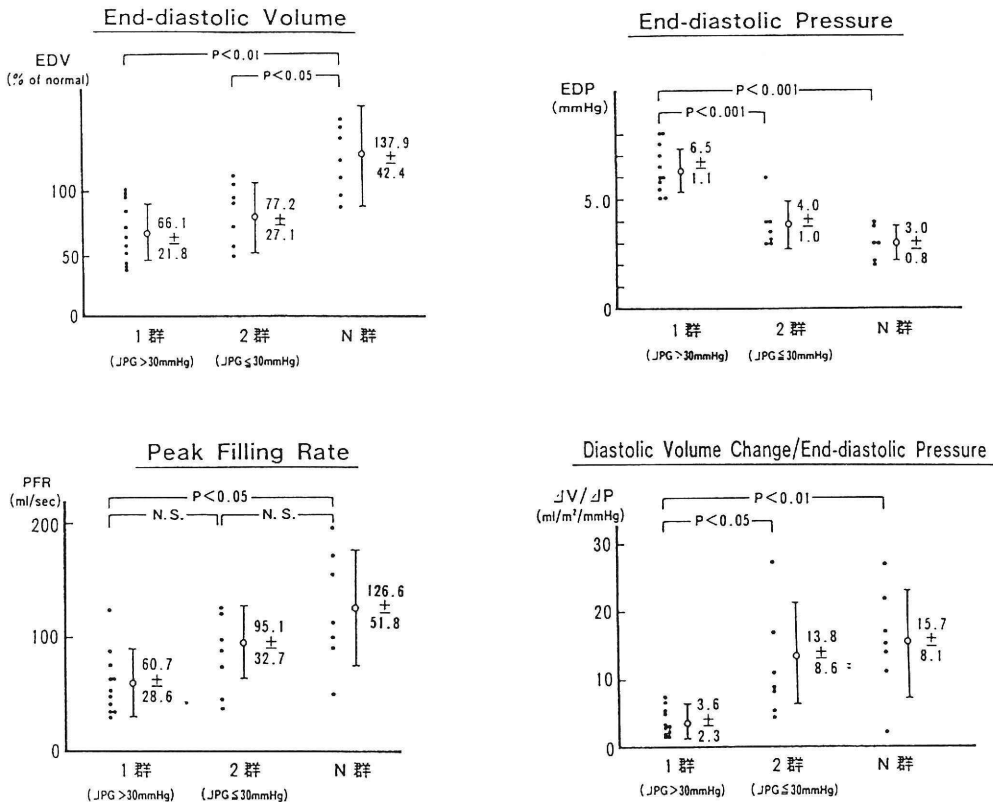 End-diastolic Volume
EDV
(% of normal)
P<0.01
P<0.05
100
50
0
66.1
±
21.8
77.2
±
27.1
137.9
±
42.4
1 群
2 群
N 群
(⊿PG>30mmHg)
(⊿PG≦30mmHg)
End-diastolic Pressure
EDP
(mmHg)
P<0.001
P<0.001
5.0
0
6.5
±
1.1
4.0
±
1.0
3.0
±
0.8
1 群
2 群
N 群
(⊿PG>30mmHg)
(⊿PG≦30mmHg)
Peak Filling Rate
PFR
(ml/sec)
P<0.05
N.S.
N.S.
200
100
0
60.7
±
28.6
95.1
±
32.7
126.6
±
51.8
1 群
2 群
N 群
(⊿PG>30mmHg)
(⊿PG≦30mmHg)
Diastolic Volume Change/End-diastolic Pressure
⊿V/⊿P
(ml/m²/mmHg)
P<0.01
P<0.05
30
20
10
0
3.6
±
2.3
13.8
±
8.6
15.7
±
8.1
1 群
2 群
N 群
(⊿PG>30mmHg)
(⊿PG≦30mmHg)